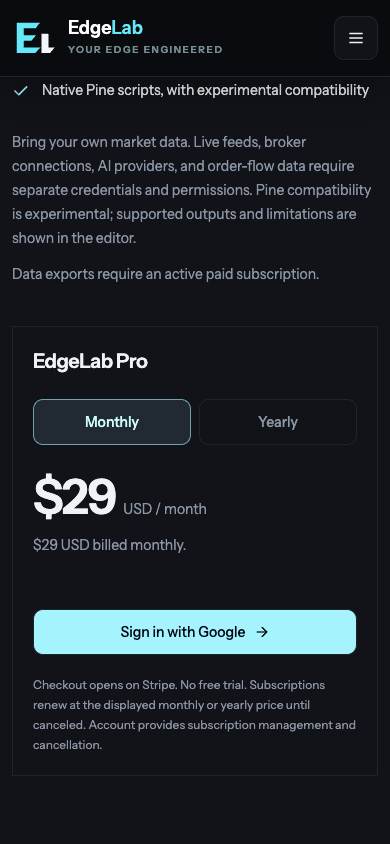 EL EdgeLab
YOUR EDGE ENGINEERED
Native Pine scripts, with experimental compatibility
Bring your own market data. Live feeds, broker
connections, AI providers, and order-flow data require
separate credentials and permissions. Pine compatibility
is experimental; supported outputs and limitations are
shown in the editor.
Data exports require an active paid subscription.
EdgeLab Pro
Monthly
Yearly
$29 USD / month
$29 USD billed monthly.
Sign in with Google →
Checkout opens on Stripe. No free trial. Subscriptions
renew at the displayed monthly or yearly price until
canceled. Account provides subscription management and
cancellation.